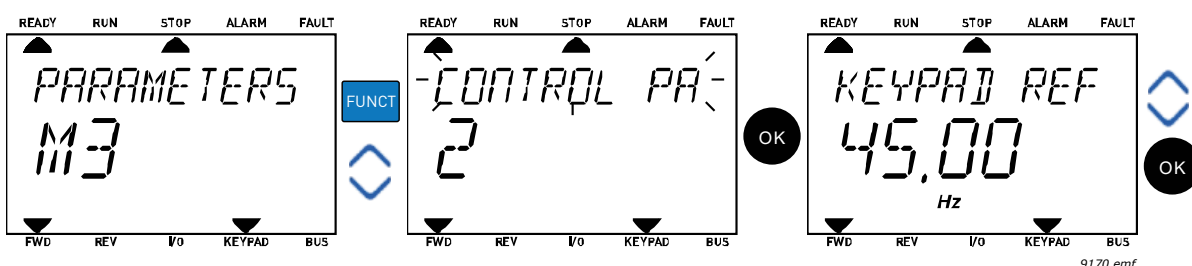 READY RUN STOP ALARM FAULT
PARAMETERS
M3
FWD REV I/O KEYPAD BUS
FUNCT
READY RUN STOP ALARM FAULT
CONTROL PA
2
FWD REV I/O KEYPAD BUS
OK
READY RUN STOP ALARM FAULT
KEYPAD REF
45.00
Hz
FWD REV I/O KEYPAD BUS
OK
9170.emf